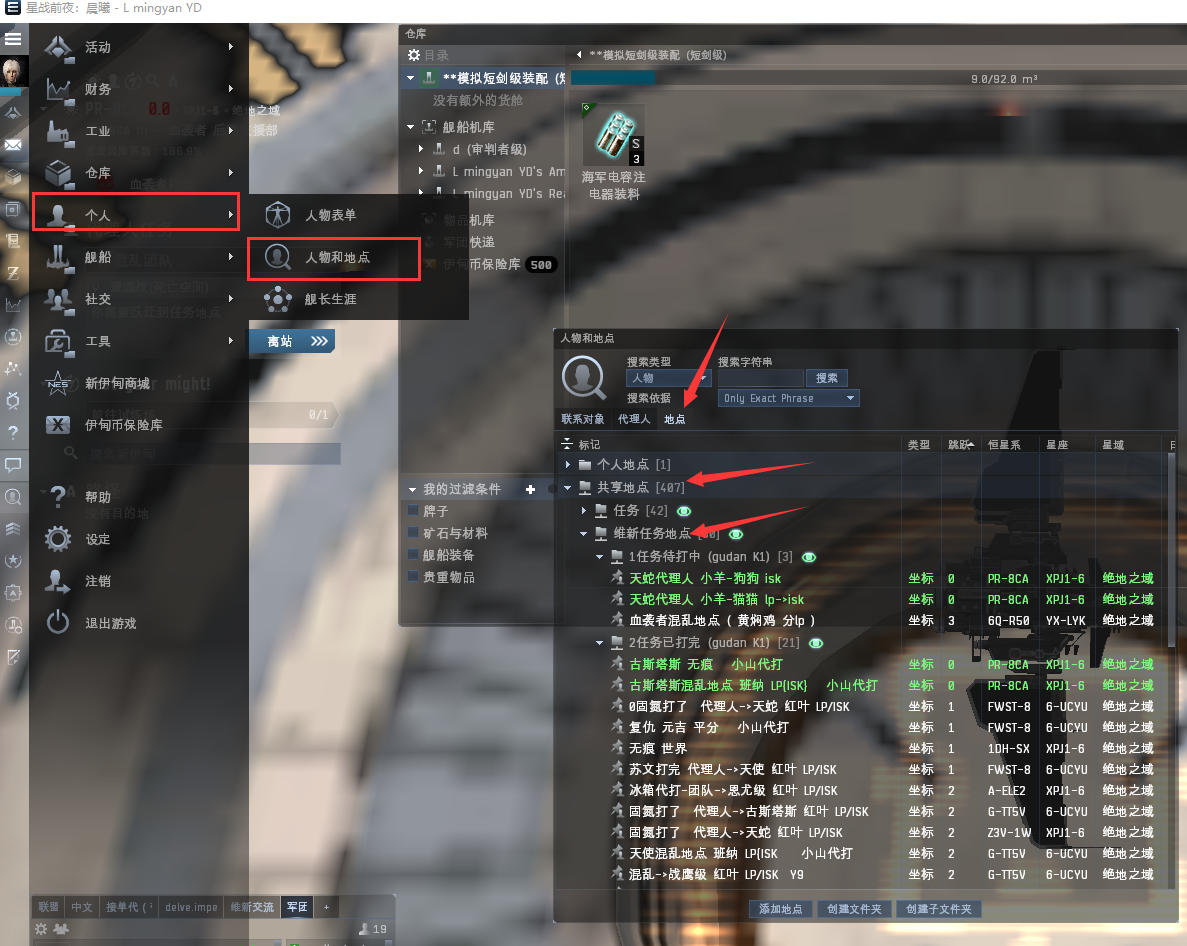 星战前夜：晨曦 - L mingyan YD
活动
财务
工业
仓库
个人
舰船
社交
工具
新伊甸商城
伊甸币保险库
帮助
设定
注销
退出游戏
人物表单
人物和地点
舰长生涯
0.0
绝地之域
离站
might!
0/1
没有目的地
仓库
目录
**模拟短剑级装配 (短
没有额外的货舱
舰船机库
d (审判者级)
L mingyan YD's Am
L mingyan YD's Rea
物品机库
军团快递
伊甸币保险库 500
**模拟短剑级装配 (短剑级)
9.0/92.0 m³
S
3
海军电容注
电器装料
我的过滤条件
牌子
矿石与材料
舰船装备
贵重物品
人物和地点
搜索类型
搜索字符串
人物
搜索
搜索依据
Only Exact Phrase
联系对象 代理人 地点
标记 类型 跳跃 恒星系 星座 星域
个人地点 [1]
共享地点 [407]
任务 [42]
维新任务地点
1任务待打中 (gudan K1) [3]
天蛇代理人 小羊-狗狗 isk 坐标 0 PR-8CA XPJ1-6 绝地之域
天蛇代理人 小羊-猫猫 lp->isk 坐标 0 PR-8CA XPJ1-6 绝地之域
血袭者混乱地点 ( 黄焖鸡 分lp ) 坐标 3 6Q-R50 YX-LYK 绝地之域
2任务已打完 (gudan K1) [21]
古斯塔斯 无痕 小山代打 坐标 0 PR-8CA XPJ1-6 绝地之域
古斯塔斯混乱地点 班纳 LP(ISK) 小山代打 坐标 0 PR-8CA XPJ1-6 绝地之域
0固氮打了 代理人->天蛇 红叶 LP/ISK 坐标 1 FWST-8 6-UCYU 绝地之域
复仇 元吉 平分 小山代打 坐标 1 FWST-8 6-UCYU 绝地之域
无痕 世界 坐标 1 1DH-SX XPJ1-6 绝地之域
苏文打完 代理人->天使 红叶 LP/ISK 坐标 1 FWST-8 6-UCYU 绝地之域
冰箱代打-团队->恩尤级 红叶 LP/ISK 坐标 2 A-ELE2 XPJ1-6 绝地之域
固氮打了 代理人->古斯塔斯 红叶 LP/ISK 坐标 2 G-TT5V 6-UCYU 绝地之域
固氮打了 代理人->天蛇 红叶 LP/ISK 坐标 2 Z3V-1W XPJ1-6 绝地之域
天使混乱地点 班纳 LP(ISK 小山代打 坐标 2 G-TT5V 6-UCYU 绝地之域
混乱->战鹰级 红叶 LP/ISK Y9 坐标 2 G-TT5V 6-UCYU 绝地之域
添加地点 创建文件夹 创建子文件夹
联盟 中文 接单代 ( delve.impe 维新交流 军团 +
19